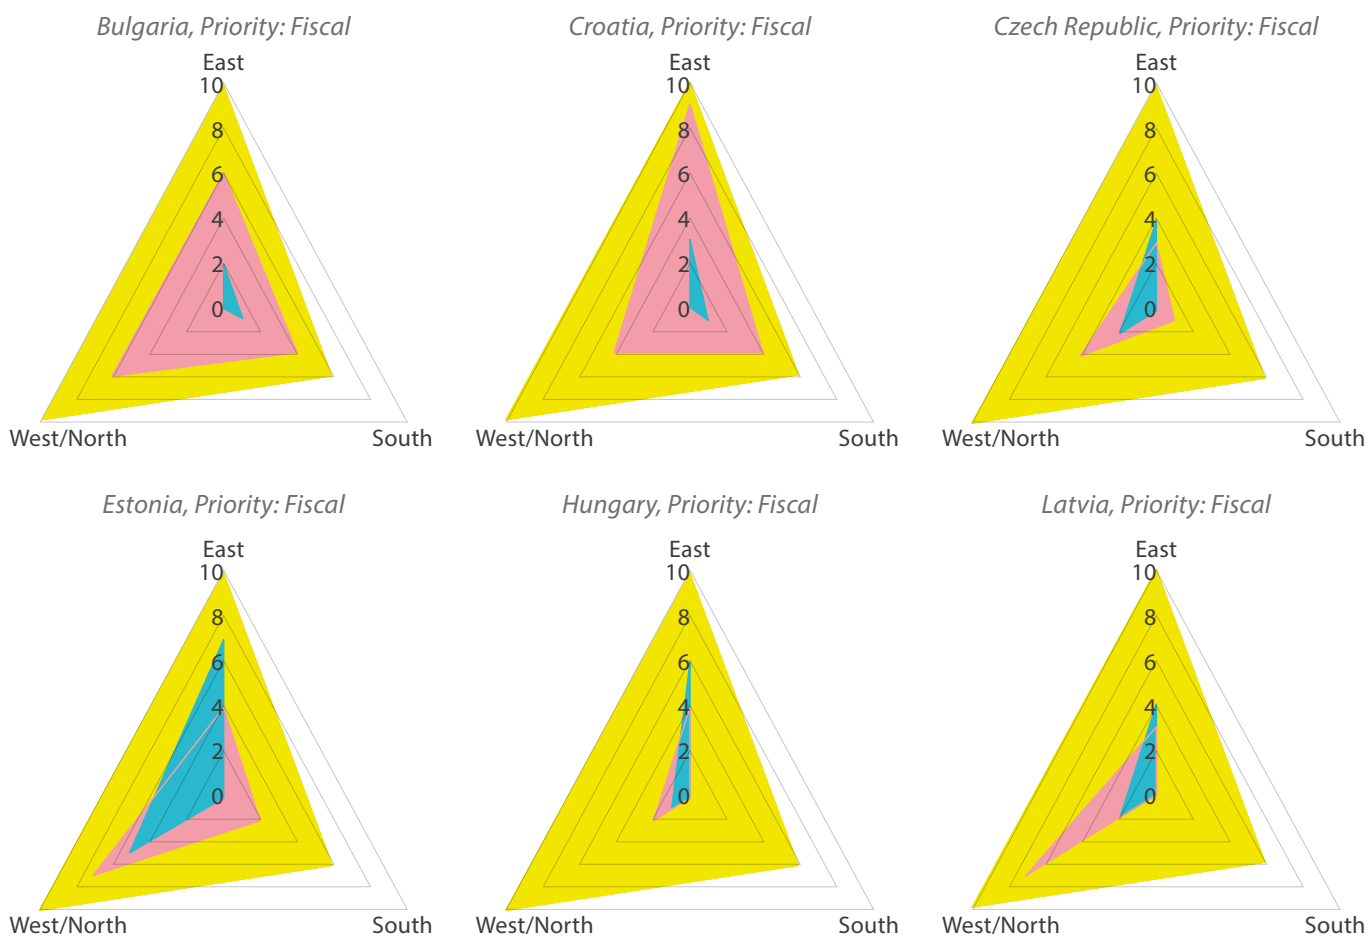 Bulgaria, Priority: Fiscal
East
10
8
6
4
2
0
West/North
South
Croatia, Priority: Fiscal
East
10
8
6
4
2
0
West/North
South
Czech Republic, Priority: Fiscal
East
10
8
6
4
2
0
West/North
South
Estonia, Priority: Fiscal
East
10
8
6
4
2
0
West/North
South
Hungary, Priority: Fiscal
East
10
8
6
4
2
0
West/North
South
Latvia, Priority: Fiscal
East
10
8
6
4
2
0
West/North
South